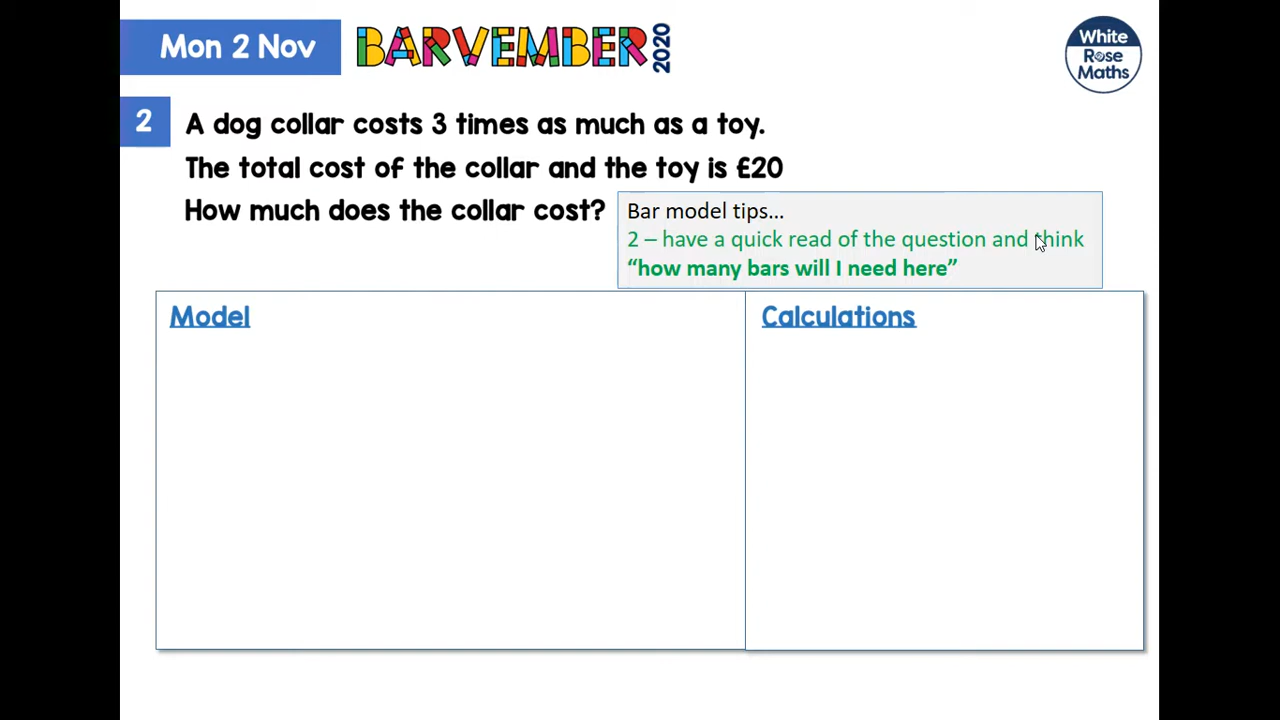 Mon 2 Nov
BARVEMBER 2020
White
Rose
Maths
2
A dog collar costs 3 times as much as a toy.
The total cost of the collar and the toy is £20
How much does the collar cost?
Bar model tips...
2 – have a quick read of the question and think
“how many bars will I need here”
Model
Calculations